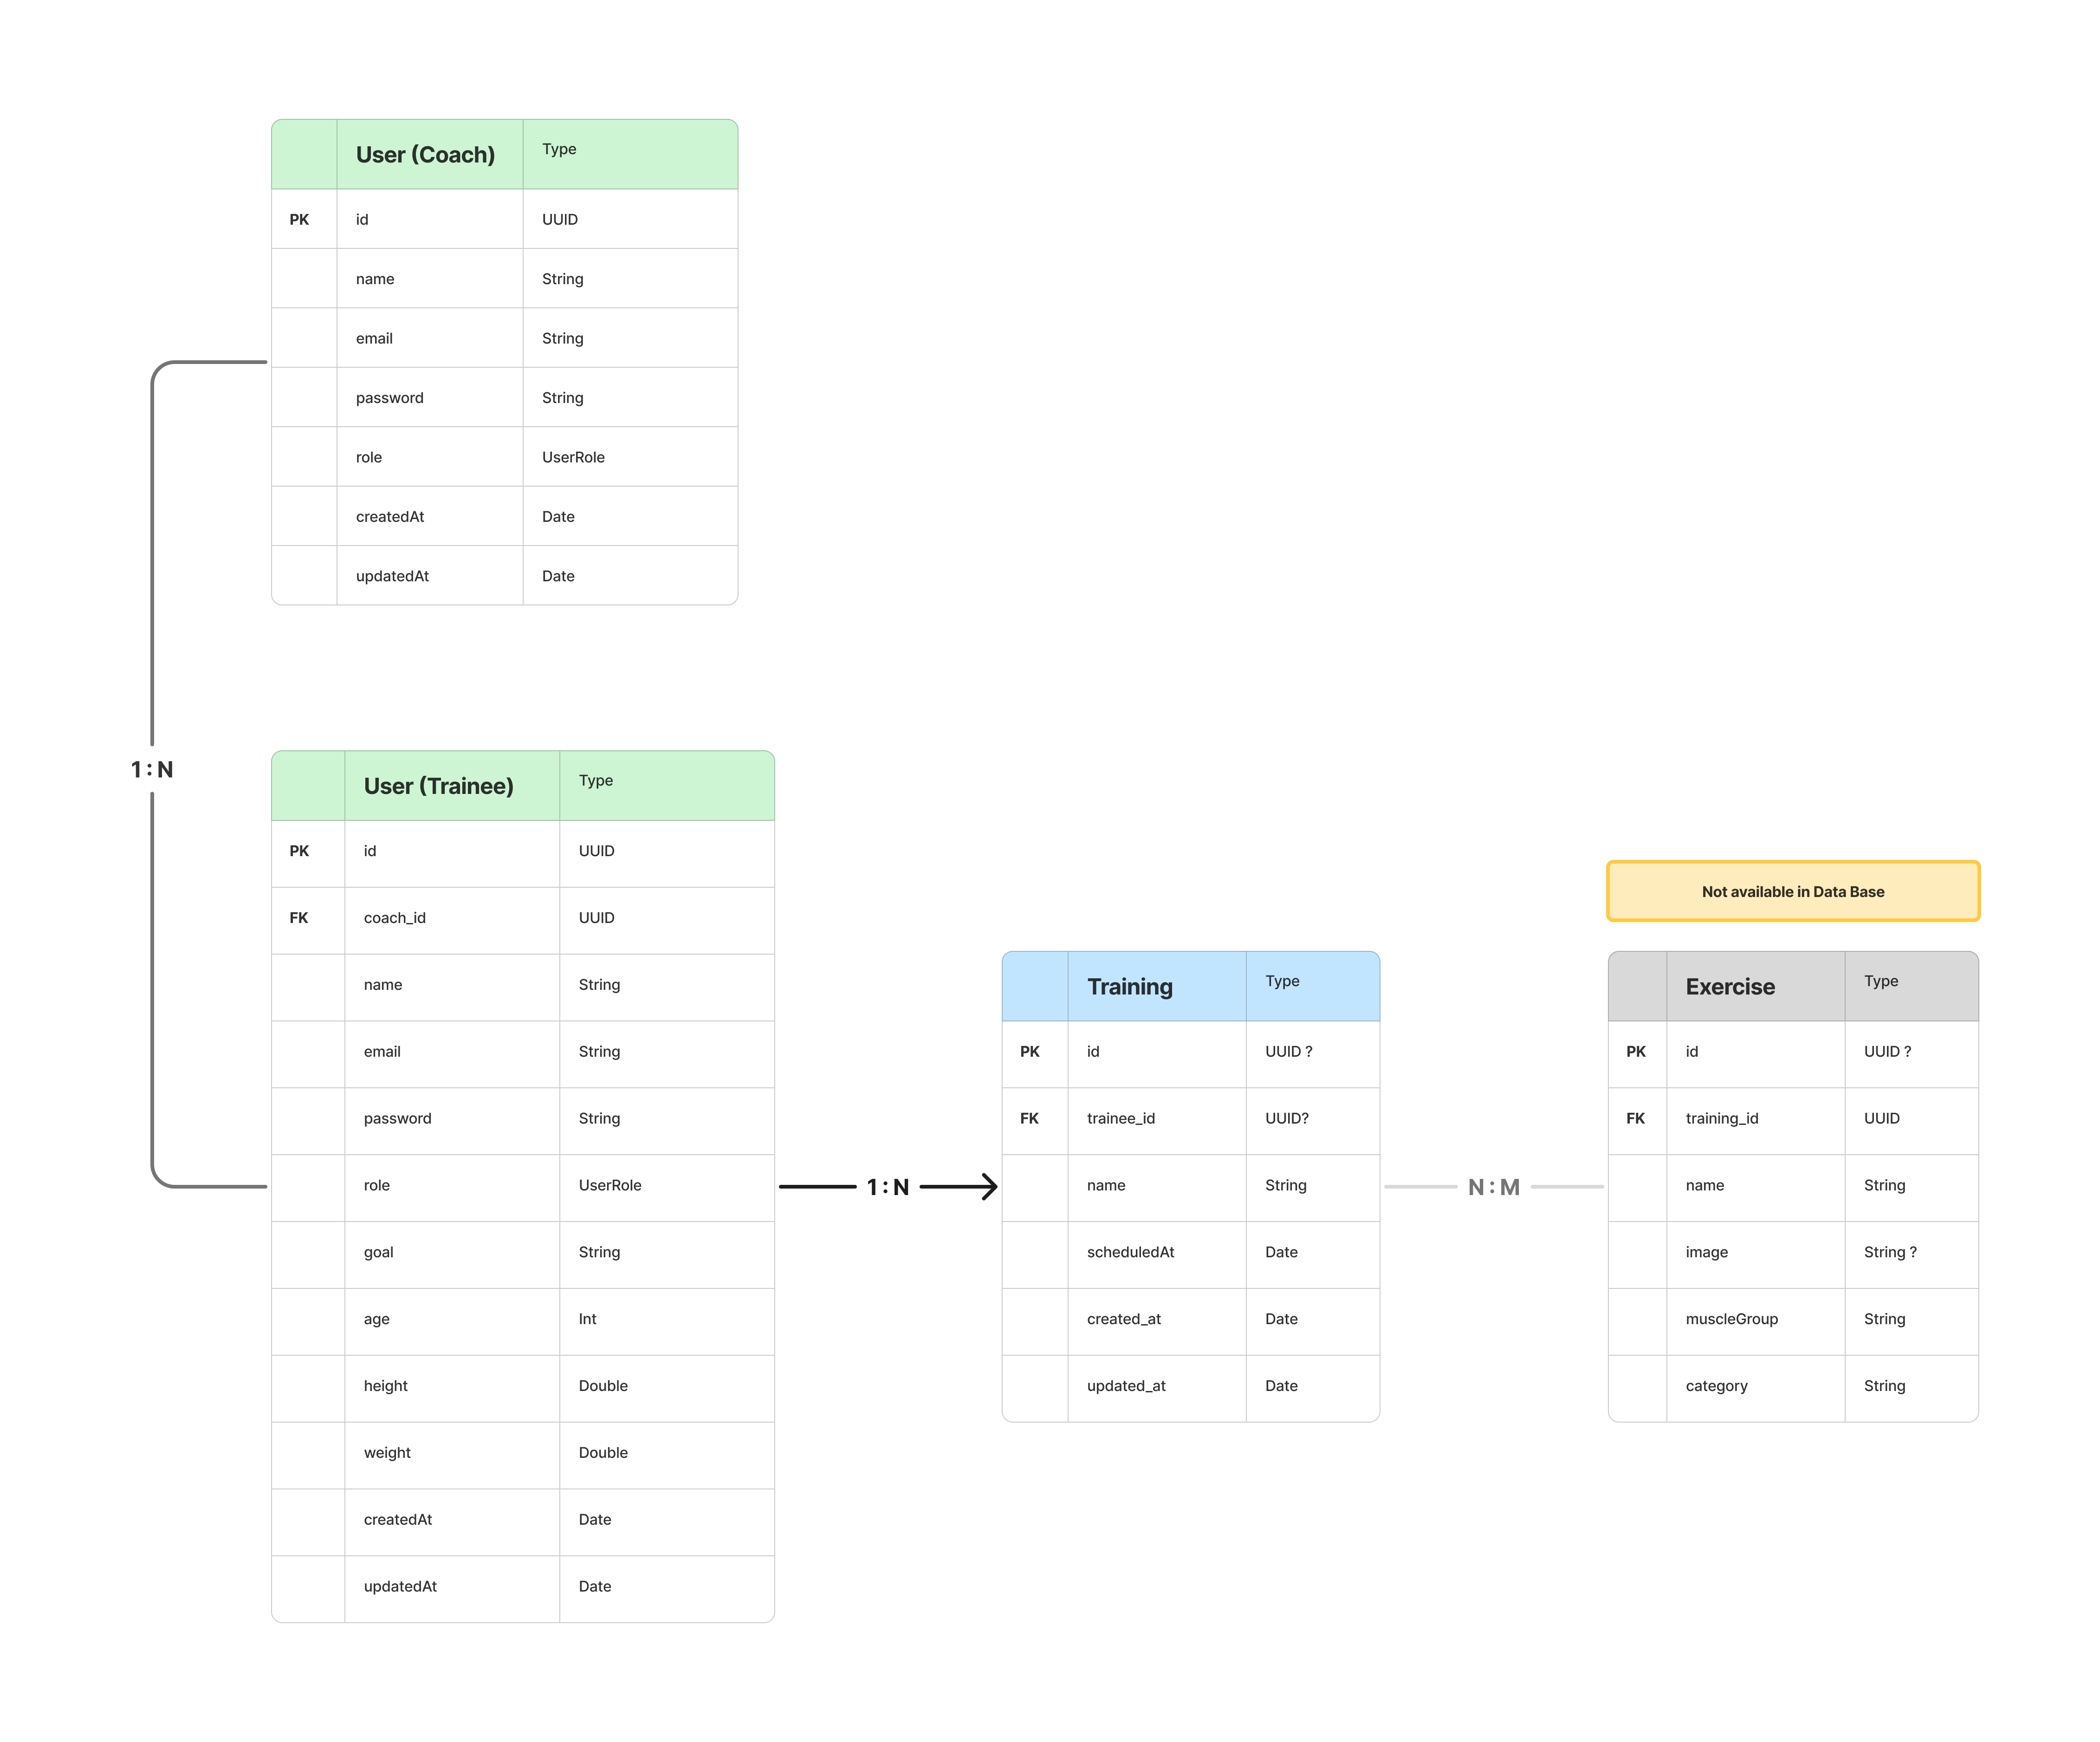 User (Coach) Type
PK id UUID
name String
email String
password String
role UserRole
createdAt Date
updatedAt Date
1 : N
User (Trainee) Type
PK id UUID
FK coach_id UUID
name String
email String
password String
role UserRole
goal String
age Int
height Double
weight Double
createdAt Date
updatedAt Date
1 : N
Training Type
PK id UUID ?
FK trainee_id UUID?
name String
scheduledAt Date
created_at Date
updated_at Date
N : M
Not available in Data Base
Exercise Type
PK id UUID ?
FK training_id UUID
name String
image String ?
muscleGroup String
category String